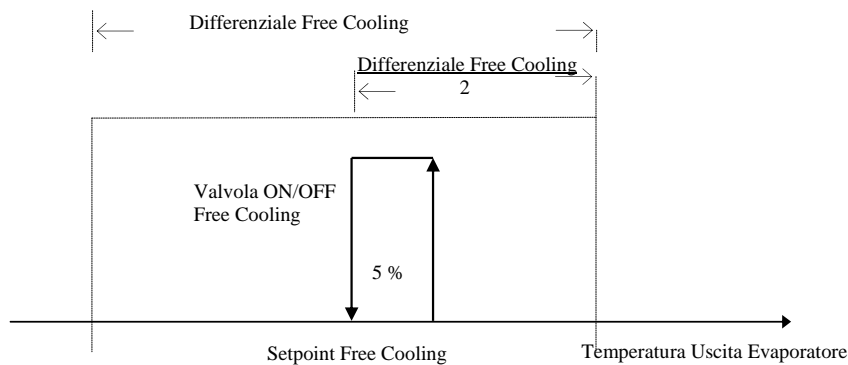 Differenziale Free Cooling
Differenziale Free Cooling
2
Valvola ON/OFF
Free Cooling
5 %
Setpoint Free Cooling
Temperatura Uscita Evaporatore